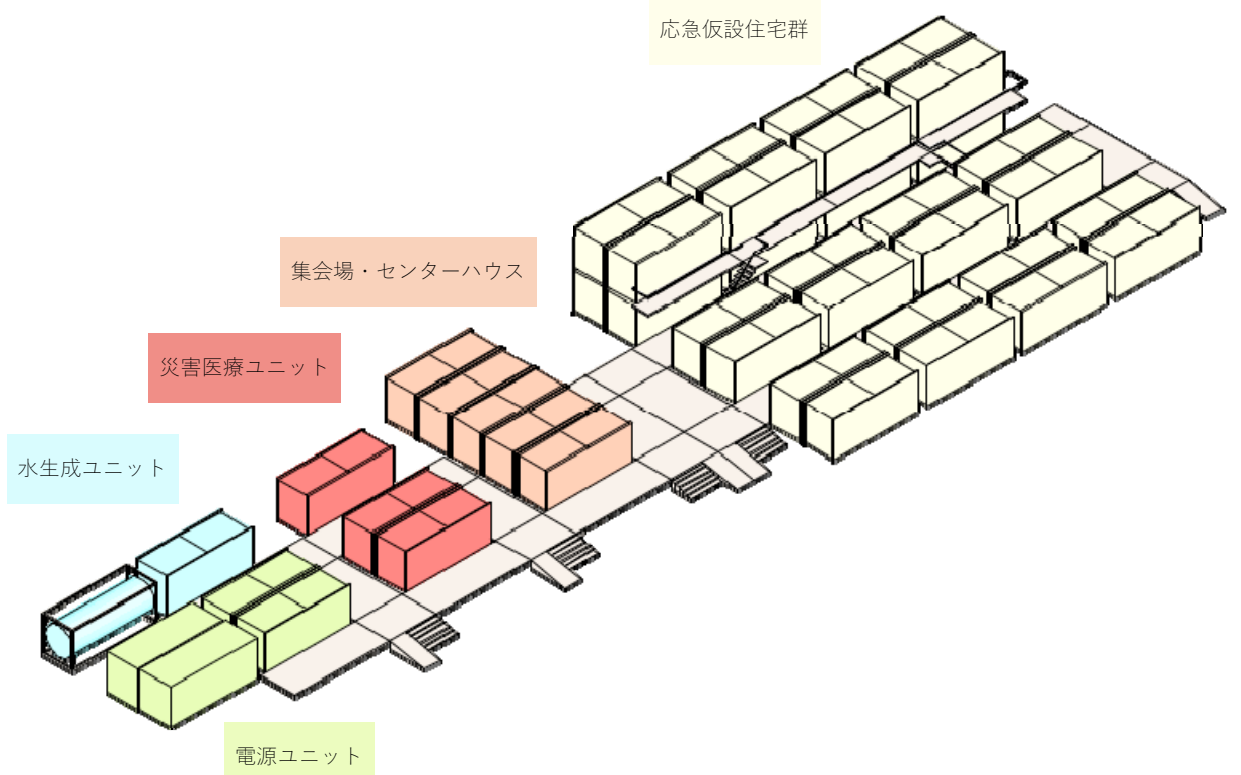 応急仮設住宅群
集会場・センターハウス
災害医療ユニット
水生成ユニット
電源ユニット